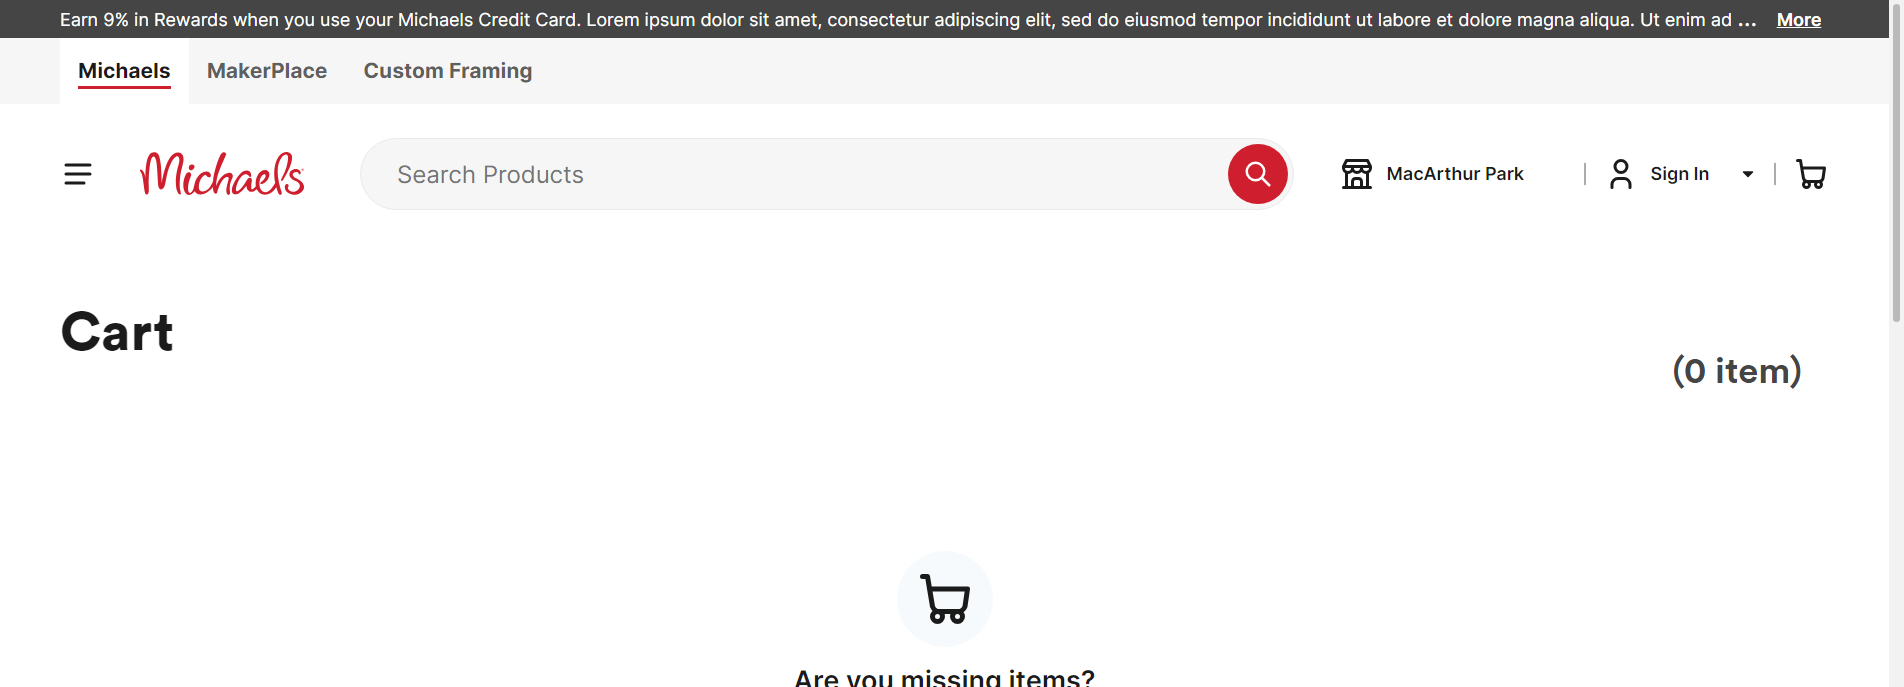 Earn 9% in Rewards when you use your Michaels Credit Card. Lorem ipsum dolor sit amet, consectetur adipiscing elit, sed do eiusmod tempor incididunt ut labore et dolore magna aliqua. Ut enim ad ... More
Michaels MakerPlace Custom Framing
Michaels Search Products MacArthur Park Sign In
Cart
(0 item)
Are you missing items?